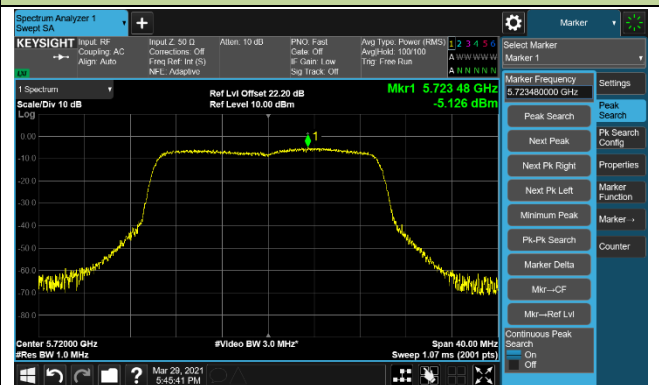 Spectrum Analyzer 1
Swept SA
+
Marker
KEYSIGHT
Input: RF
Coupling: AC
Align: Auto
Input Z: 50 Ω
Corrections: Off
Freq Ref: Int (S)
NFE: Adaptive
Atten: 10 dB
PNO: Fast
Gate: Off
IF Gain: Low
Sig Track: Off
Avg Type: Power (RMS)
Avg|Hold: 100/100
Trig: Free Run
1 2 3 4 5 6
A W W W W W
A N N N N N
LXI
Select Marker
Marker 1
1 Spectrum
Scale/Div 10 dB
Log
Ref Lvl Offset 22.20 dB
Ref Level 10.00 dBm
Mkr1 5.723 48 GHz
-5.126 dBm
0.00
-10.0
-20.0
-30.0
-40.0
-50.0
-60.0
-70.0
-80.0
1
Center 5.72000 GHz
#Res BW 1.0 MHz
#Video BW 3.0 MHz*
Span 40.00 MHz
Sweep 1.07 ms (2001 pts)
Marker Frequency
5.723480000 GHz
Peak Search
Next Peak
Next Pk Right
Next Pk Left
Minimum Peak
Pk-Pk Search
Marker Delta
Mkr→CF
Mkr→Ref Lvl
Continuous Peak
Search
On
Off
Settings
Peak
Search
Pk Search
Config
Properties
Marker
Function
Marker→
Counter
?
Mar 29, 2021
5:45:41 PM